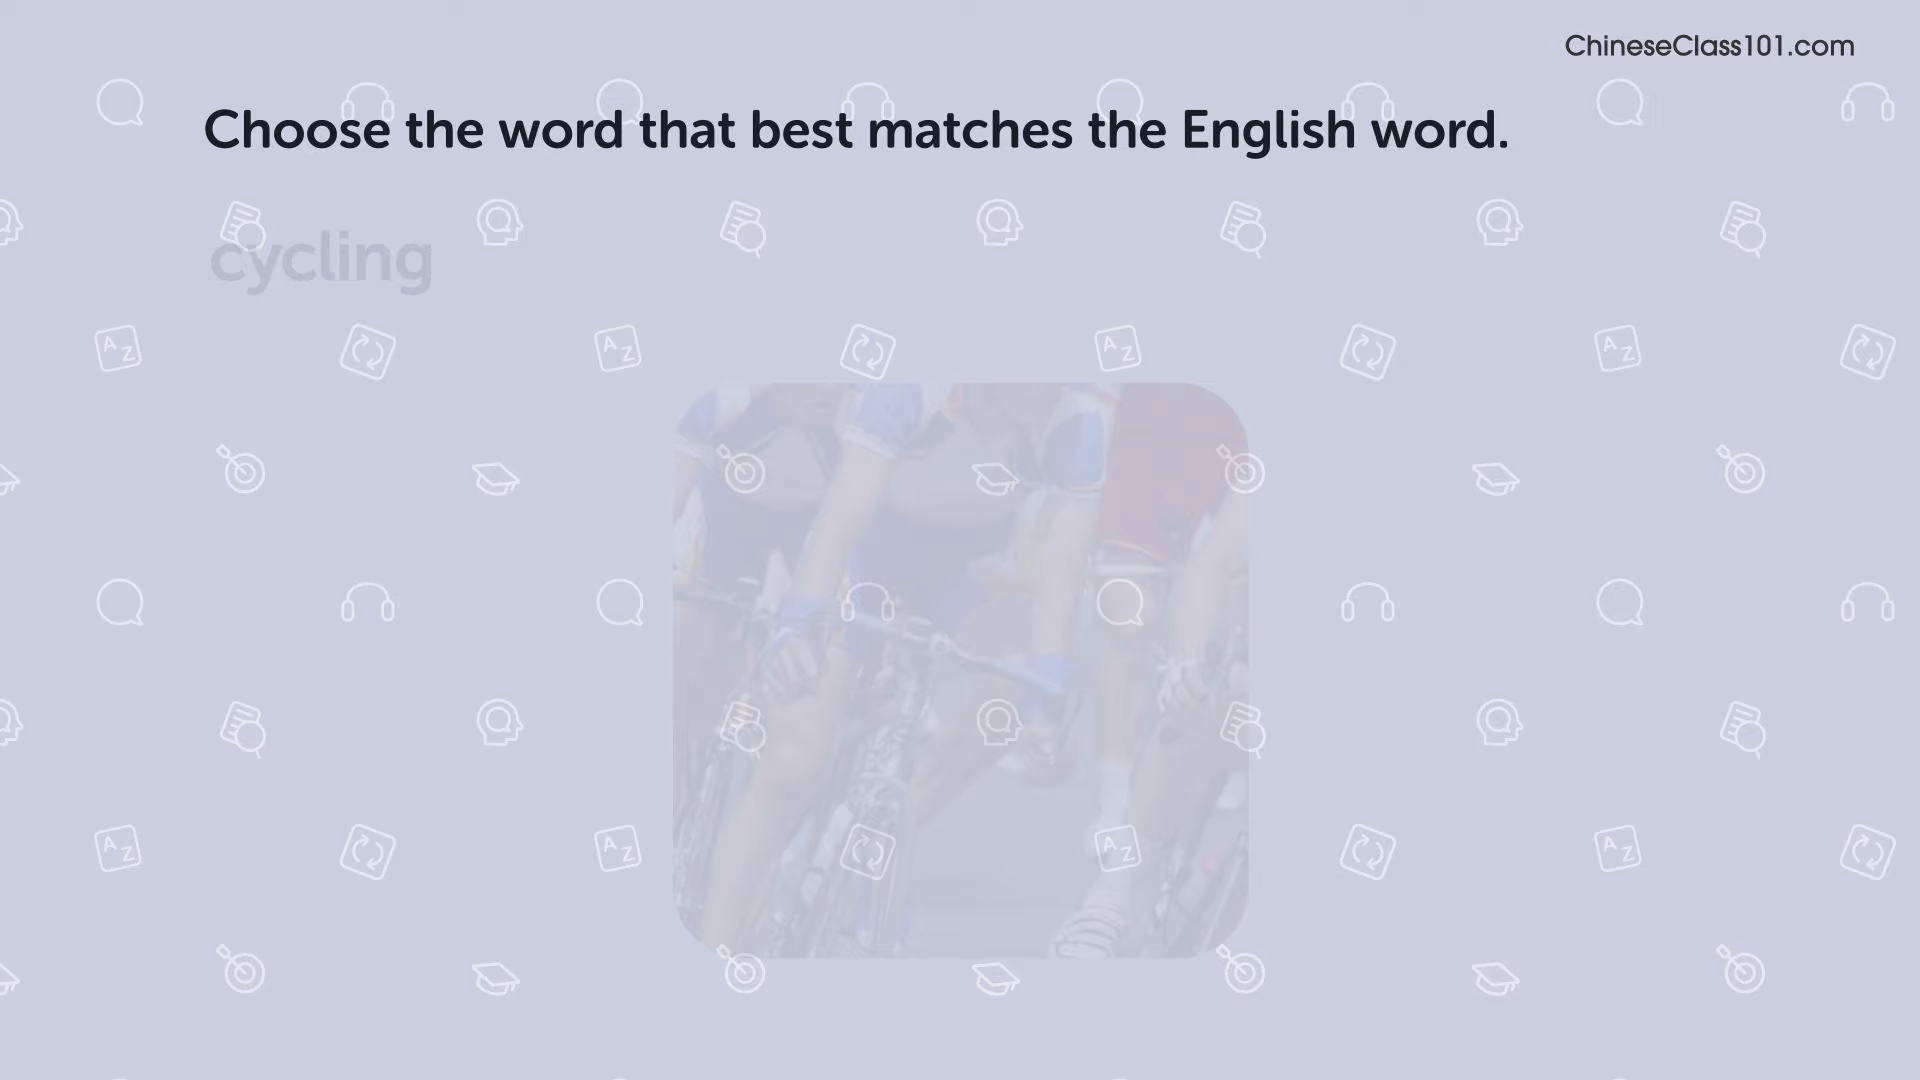 ChineseClass101.com
Choose the word that best matches the English word.
cycling